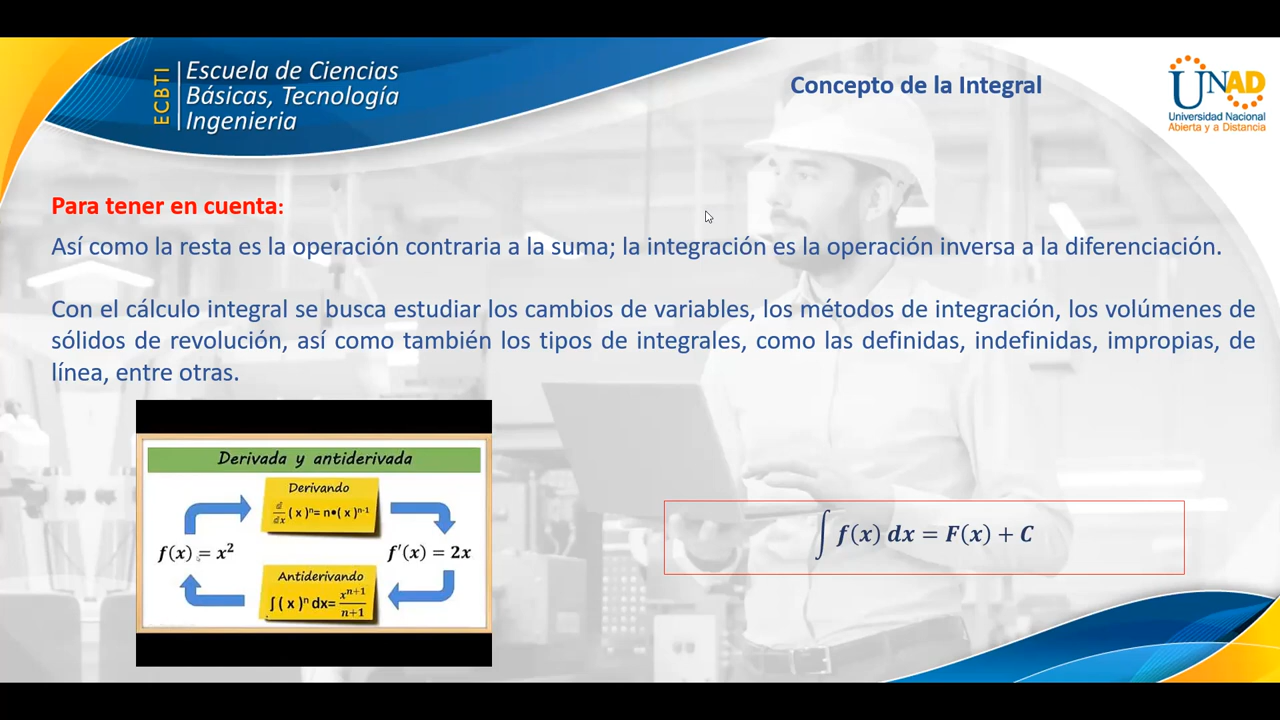 ECBTI
Escuela de Ciencias
Básicas, Tecnología
Ingenieria
Concepto de la Integral
UNAD
Universidad Nacional
Abierta y a Distancia
Para tener en cuenta:
Así como la resta es la operación contraria a la suma; la integración es la operación inversa a la diferenciación.
Con el cálculo integral se busca estudiar los cambios de variables, los métodos de integración, los volúmenes de
sólidos de revolución, así como también los tipos de integrales, como las definidas, indefinidas, impropias, de
línea, entre otras.
Derivada y antiderivada
Derivando
d/dx (x)ⁿ= n•(x)ⁿ⁻¹
f(x) = x²
f'(x) = 2x
Antiderivando
∫(x)ⁿ dx= xⁿ⁺¹/n+1
∫ f(x) dx = F(x) + C